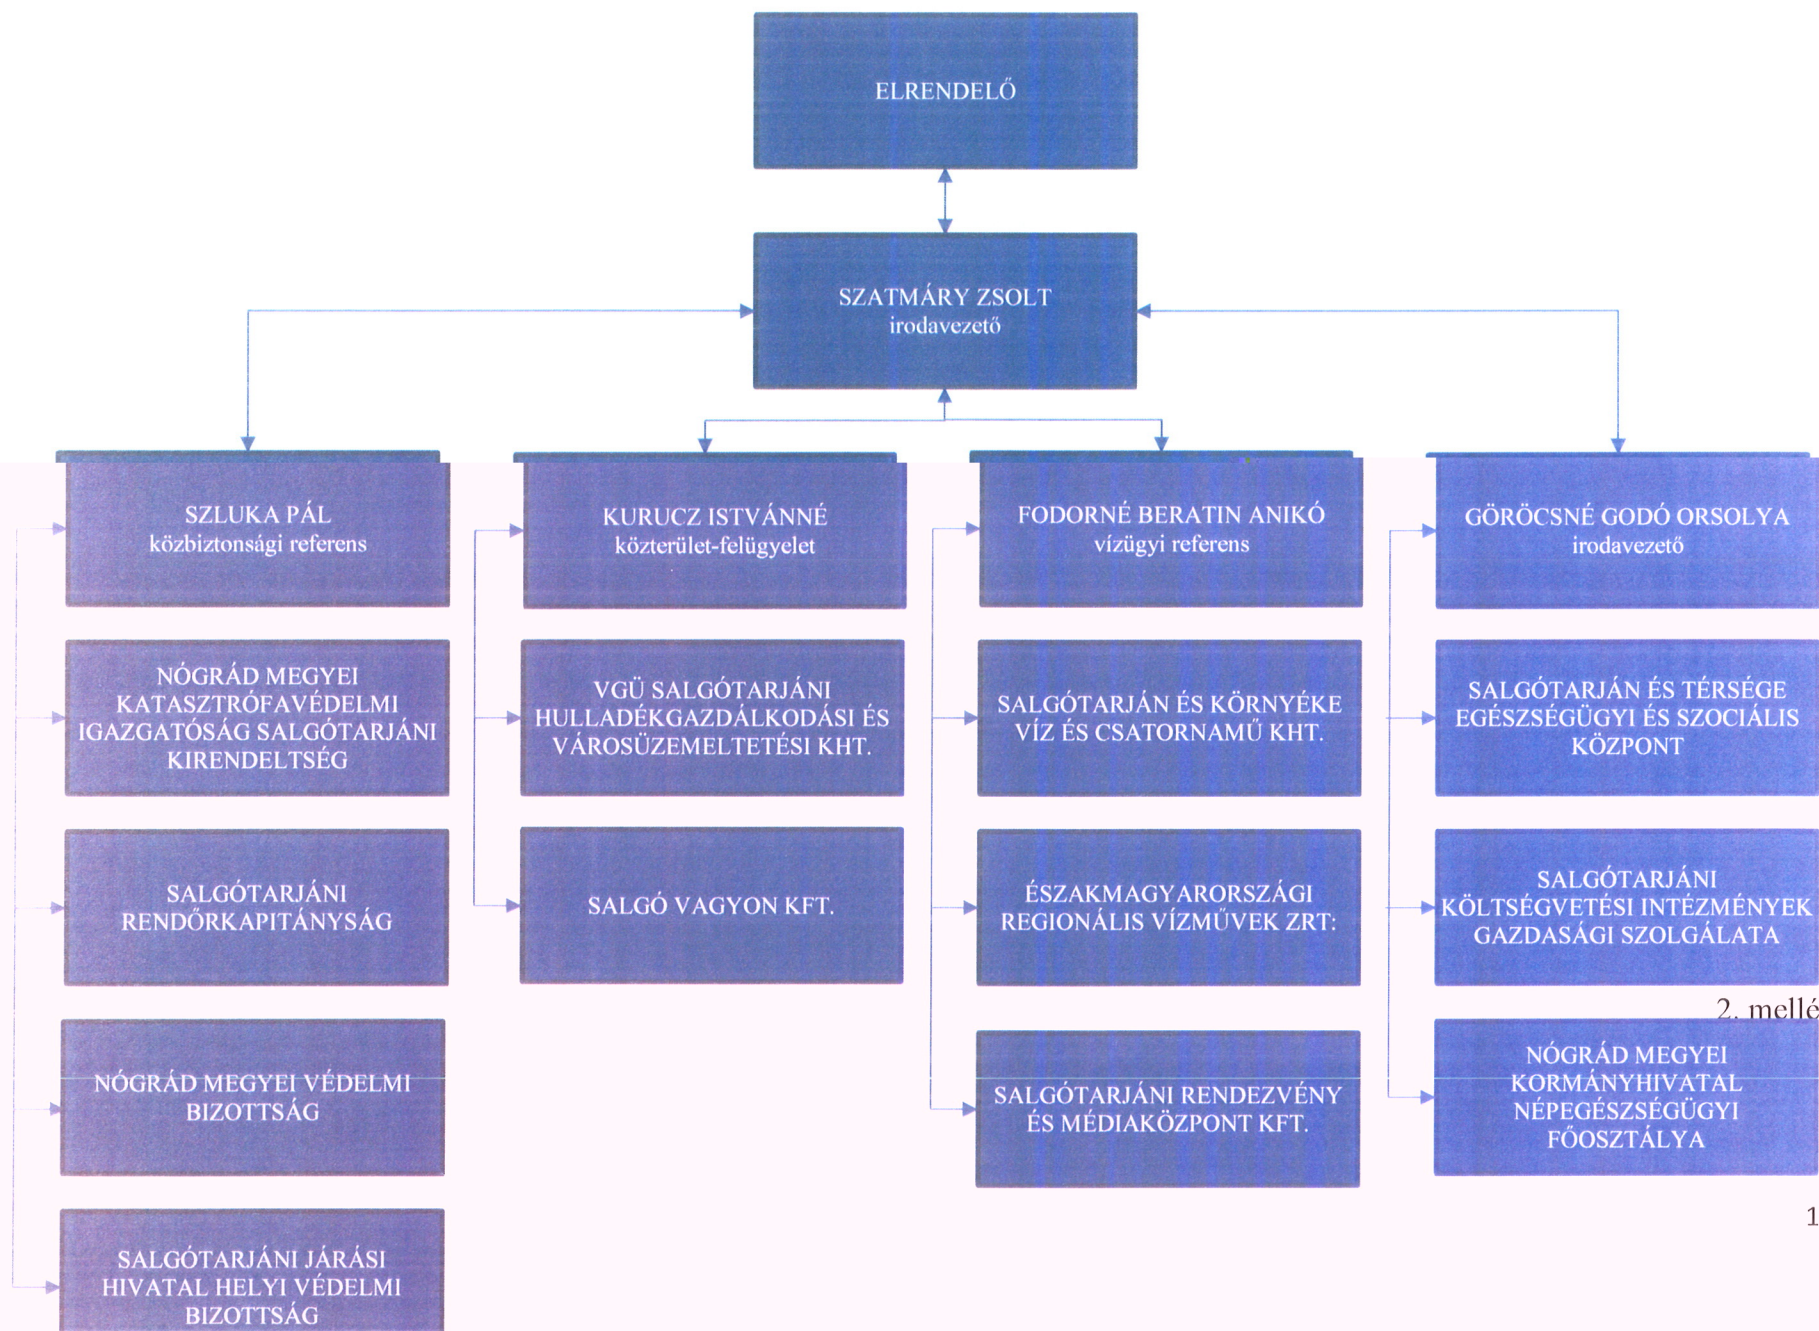 ELRENDELŐ
SZATMÁRY ZSOLT
irodavezető
SZLUKA PÁL
közbiztonsági referens
NÓGRÁD MEGYEI
KATASZTRÓFAVÉDELMI
IGAZGATÓSÁG SALGÓTARJÁNI
KIRENDELTSÉG
SALGÓTARJÁNI
RENDŐRKAPITÁNYSÁG
NÓGRÁD MEGYEI VÉDELMI
BIZOTTSÁG
SALGÓTARJÁNI JÁRÁSI
HIVATAL HELYI VÉDELMI
BIZOTTSÁG
KURUCZ ISTVÁNNÉ
közterület-felügyelet
VGÜ SALGÓTARJÁNI
HULLADÉKGAZDÁLKODÁSI ÉS
VÁROSÜZEMELTETÉSI KHT.
SALGÓ VAGYON KFT.
FODORNÉ BERATIN ANIKÓ
vízügyi referens
SALGÓTARJÁN ÉS KÖRNYÉKE
VÍZ ÉS CSATORNAMŰ KHT.
ÉSZAKMAGYARORSZÁGI
REGIONÁLIS VÍZMŰVEK ZRT:
SALGÓTARJÁNI RENDEZVÉNY
ÉS MÉDIAKÖZPONT KFT.
GÖRÖCSNÉ GODÓ ORSOLYA
irodavezető
SALGÓTARJÁN ÉS TÉRSÉGE
EGÉSZSÉGÜGYI ÉS SZOCIÁLIS
KÖZPONT
SALGÓTARJÁNI
KÖLTSÉGVETÉSI INTÉZMÉNYEK
GAZDASÁGI SZOLGÁLATA
2. mellé
NÓGRÁD MEGYEI
KORMÁNYHIVATAL
NÉPEGÉSZSÉGÜGYI
FŐOSZTÁLYA
1